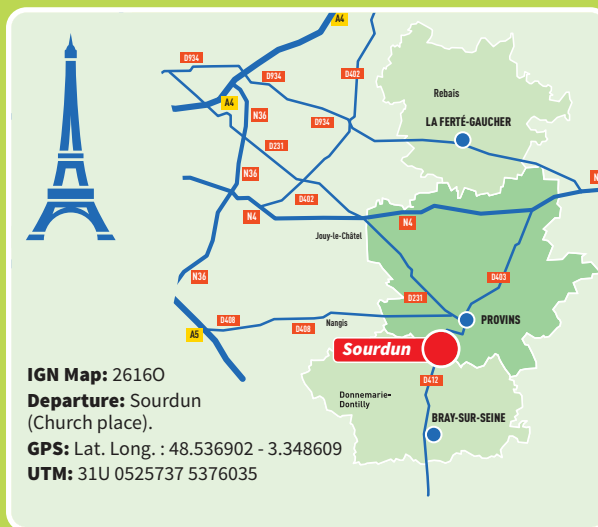 A4
D934
D934
D402
A4
N36
D934
D231
Rebais
LA FERTÉ-GAUCHER
N36
D402
N4
N4
Jouy-le-Châtel
N36
D231
D403
D408
D408
Nangis
PROVINS
A5
Sourdun
D412
Donnemarie-
Dontilly
BRAY-SUR-SEINE
IGN Map: 2616O
Departure: Sourdun
(Church place).
GPS: Lat. Long. : 48.536902 - 3.348609
UTM: 31U 0525737 5376035